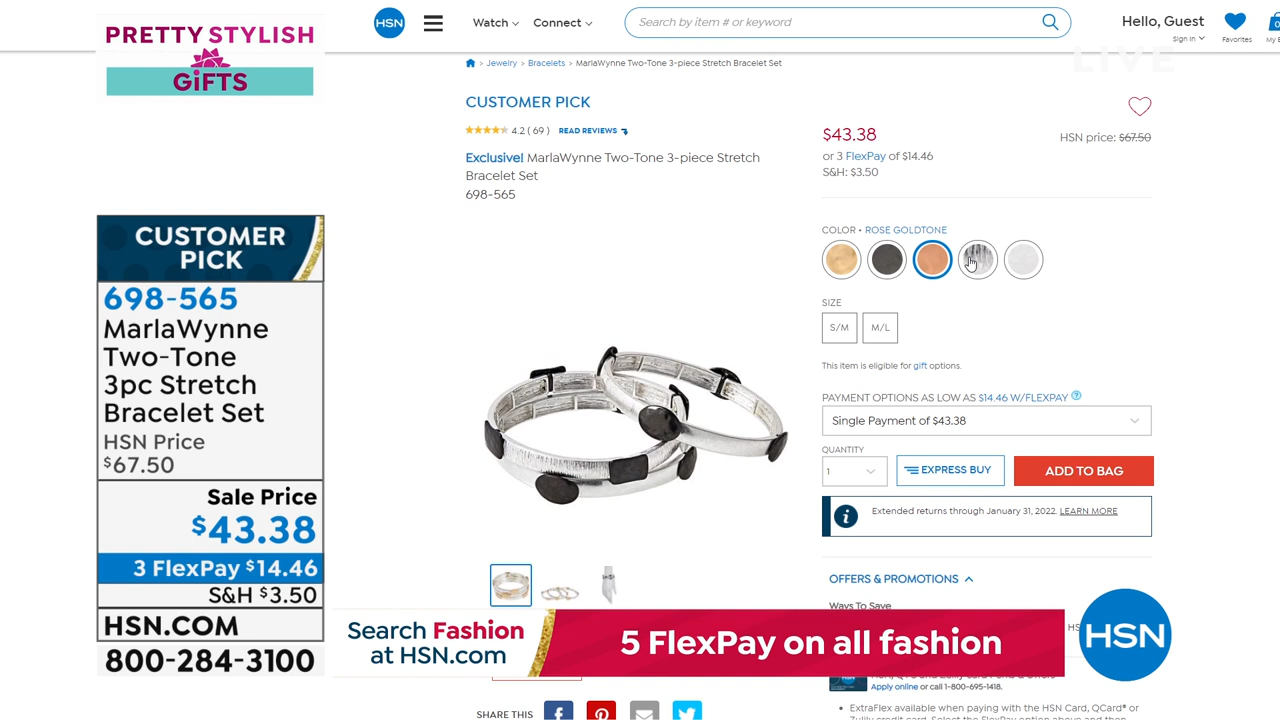 PRETTY STYLISH
GiFTS
CUSTOMER
PICK
698-565
MarlaWynne
Two-Tone
3pc Stretch
Bracelet Set
HSN Price
$67.50
Sale Price
$43.38
3 FlexPay $14.46
S&H $3.50
HSN.COM
800-284-3100
HSN
Watch
Connect
Search by item # or keyword
Hello, Guest
Sign In
Favorites
0
My
LIVE
> Jewelry > Bracelets > MarlaWynne Two-Tone 3-piece Stretch Bracelet Set
CUSTOMER PICK
4.2 ( 69 ) READ REVIEWS
Exclusive! MarlaWynne Two-Tone 3-piece Stretch
Bracelet Set
698-565
$43.38
HSN price: $67.50
or 3 FlexPay of $14.46
S&H: $3.50
COLOR • ROSE GOLDTONE
SIZE
S/M
M/L
This item is eligible for gift options.
PAYMENT OPTIONS AS LOW AS $14.46 W/FLEXPAY ?
Single Payment of $43.38
QUANTITY
1
EXPRESS BUY
ADD TO BAG
i
Extended returns through January 31, 2022. LEARN MORE
OFFERS & PROMOTIONS
Ways To Save
Search Fashion
at HSN.com
5 FlexPay on all fashion
HS
HSN
Apply online or call 1-800-695-1418.
SHARE THIS
• ExtraFlex available when paying with the HSN Card, QCard® or